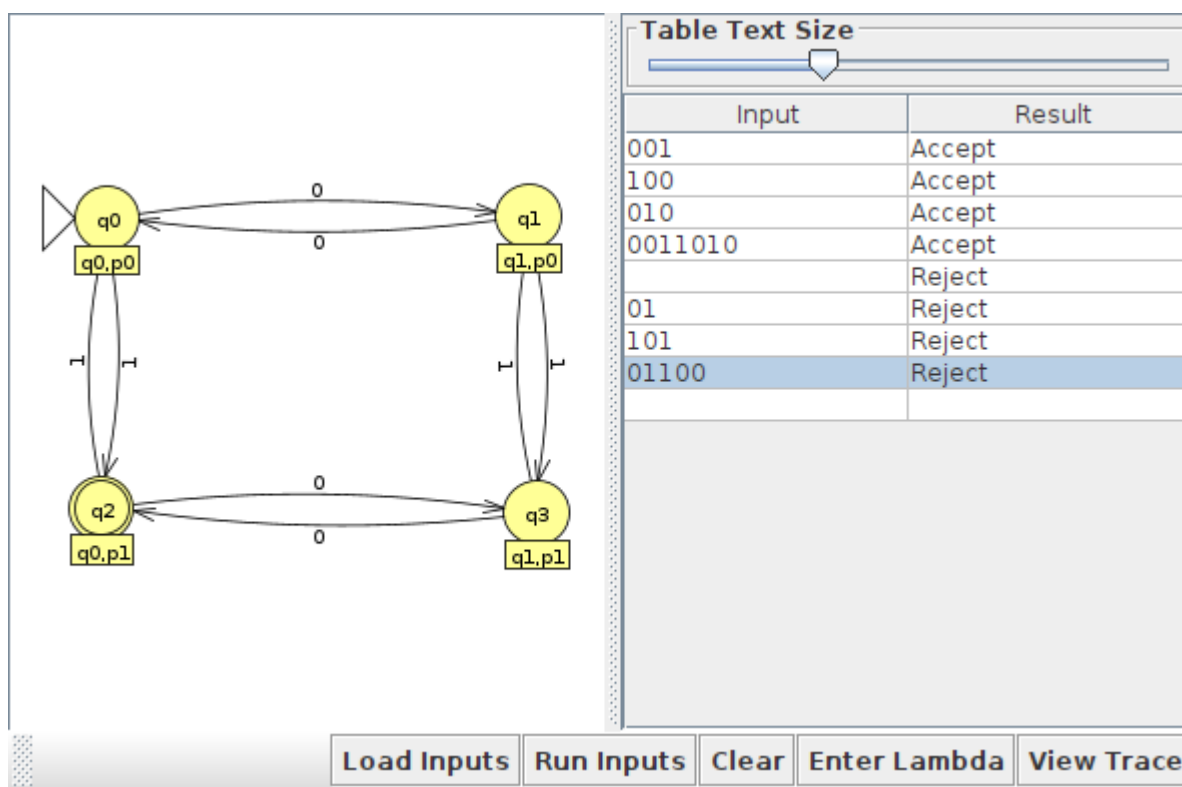 Table Text Size
Input Result
001 Accept
100 Accept
010 Accept
0011010 Accept
Reject
01 Reject
101 Reject
01100 Reject
0
q0 q1
0
q0,p0 q1,p0
1 1 1 1
0
q2 q3
0
q0,p1 q1,p1
Load Inputs Run Inputs Clear Enter Lambda View Trace